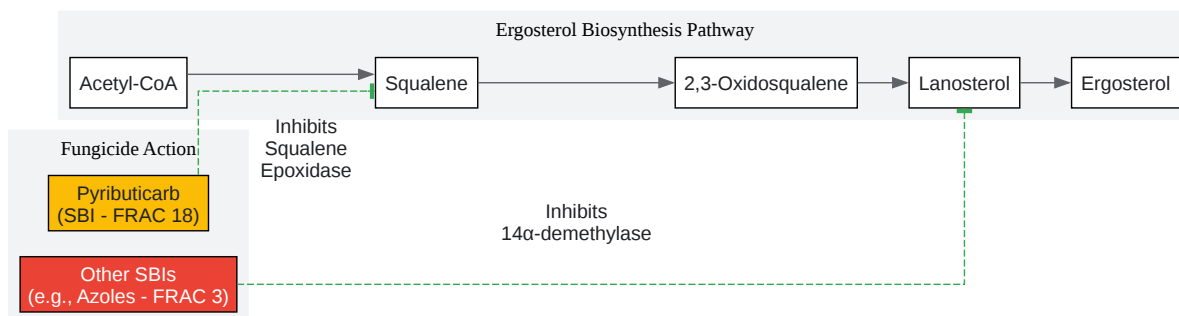 Ergosterol Biosynthesis Pathway
Acetyl-CoA
Squalene
2,3-Oxidosqualene
Lanosterol
Ergosterol
Inhibits
Squalene
Epoxidase
Fungicide Action
Pyributicarb
(SBI - FRAC 18)
Inhibits
14α-demethylase
Other SBIs
(e.g., Azoles - FRAC 3)